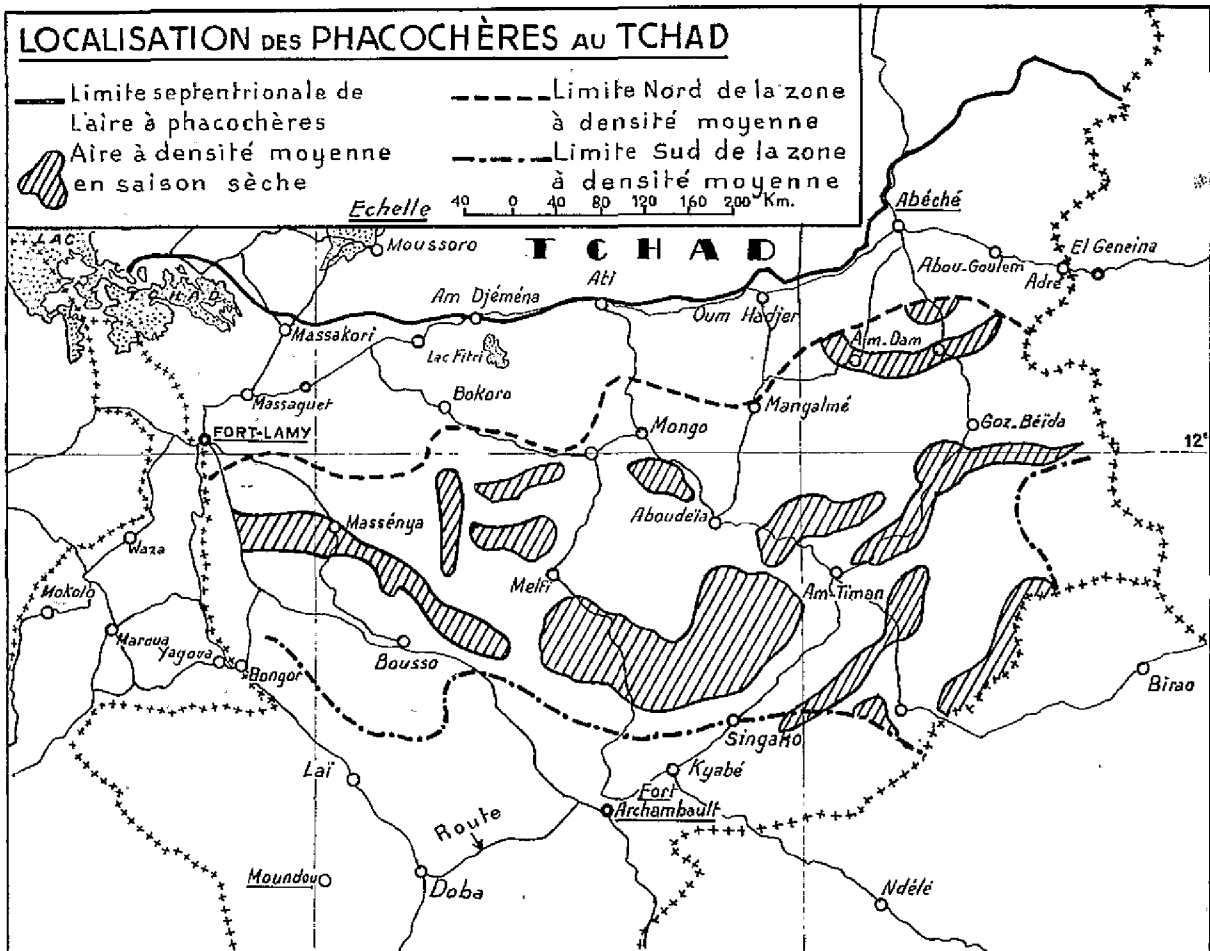 LOCALISATION DES PHACOCHÈRES AU TCHAD
Limite septentrionale de
L'aire à phacochères
Aire à densité moyenne
en saison sèche
Limite Nord de la zone
à densité moyenne
Limite Sud de la zone
à densité moyenne
Echelle
40 0 40 80 120 160 200 Km.
LAC
TCHAD
Moussoro
TCHAD
Abéché
Abou-Goulem
El Geneina
Adré
Ati
Am Djéména
Oum Hadjer
Massakori
Lac Fitri
Am-Dam
Massaguet
Bokoro
Mangalmé
Mongo
Goz-Béïda
FORT-LAMY
12°
Massénya
Aboudeïa
Waza
Mokolo
Melfi
Am-Timan
Maroua
Yagoua
Bongor
Bousso
Birao
Singako
Laï
Kyabé
Fort
Archambault
Route
Moundou
Doba
Ndélé